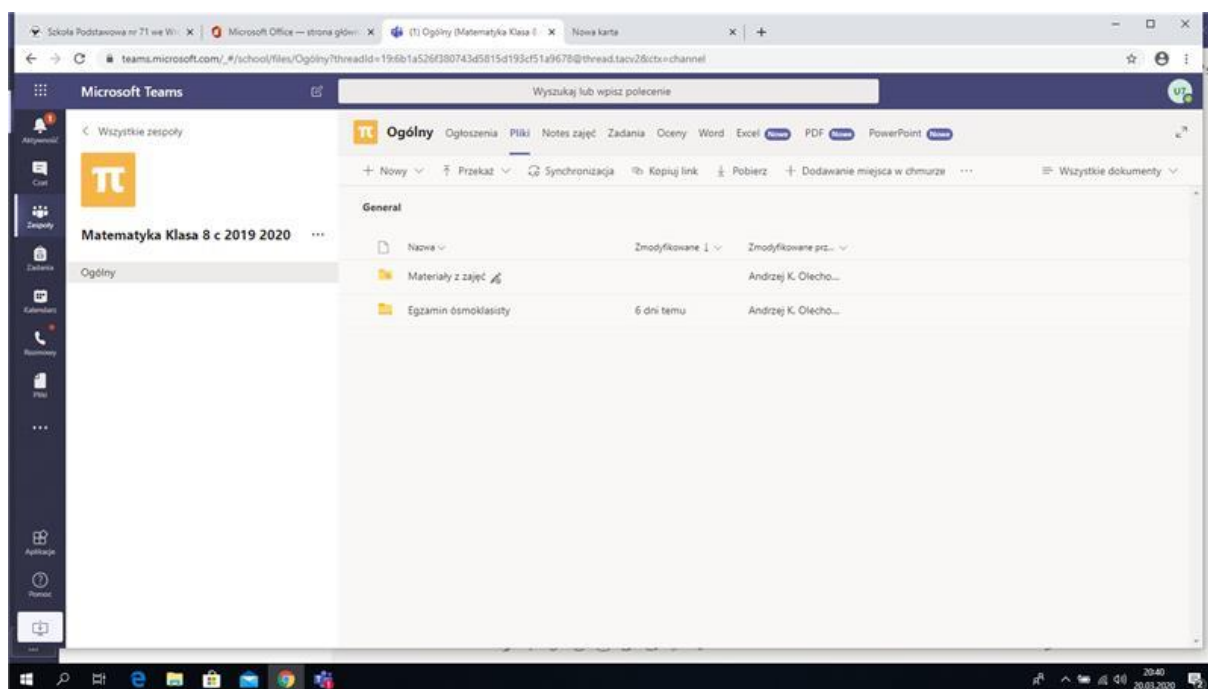 Szkoła Podstawowa nr 71 we W
Microsoft Office — strona główn
(1) Ogólny (Matematyka Klasa 8
Nowa karta
teams.microsoft.com/_#/school/files/Ogólny?threadId=19:6b1a526f380743d5815d193cf51a9678@thread.tacv2&ctx=channel
Microsoft Teams
Wyszukaj lub wpisz polecenie
UZ
Aktywność
Czat
Zespoły
Zadania
Kalendarz
Rozmowy
Pliki
Aplikacje
Pomoc
< Wszystkie zespoły
π
Matematyka Klasa 8 c 2019 2020 ...
Ogólny
π Ogólny Ogłoszenia Pliki Notes zajęć Zadania Oceny Word Excel Nowe PDF Nowe PowerPoint Nowe
+ Nowy Przekaż Synchronizacja Kopiuj link Pobierz + Dodawanie miejsca w chmurze ... Wszystkie dokumenty
General
Nazwa Zmodyfikowane ↓ Zmodyfikowane prz...
Materiały z zajęć Andrzej K. Olecho...
Egzamin ósmoklasisty 6 dni temu Andrzej K. Olecho...
20:40
20.03.2020